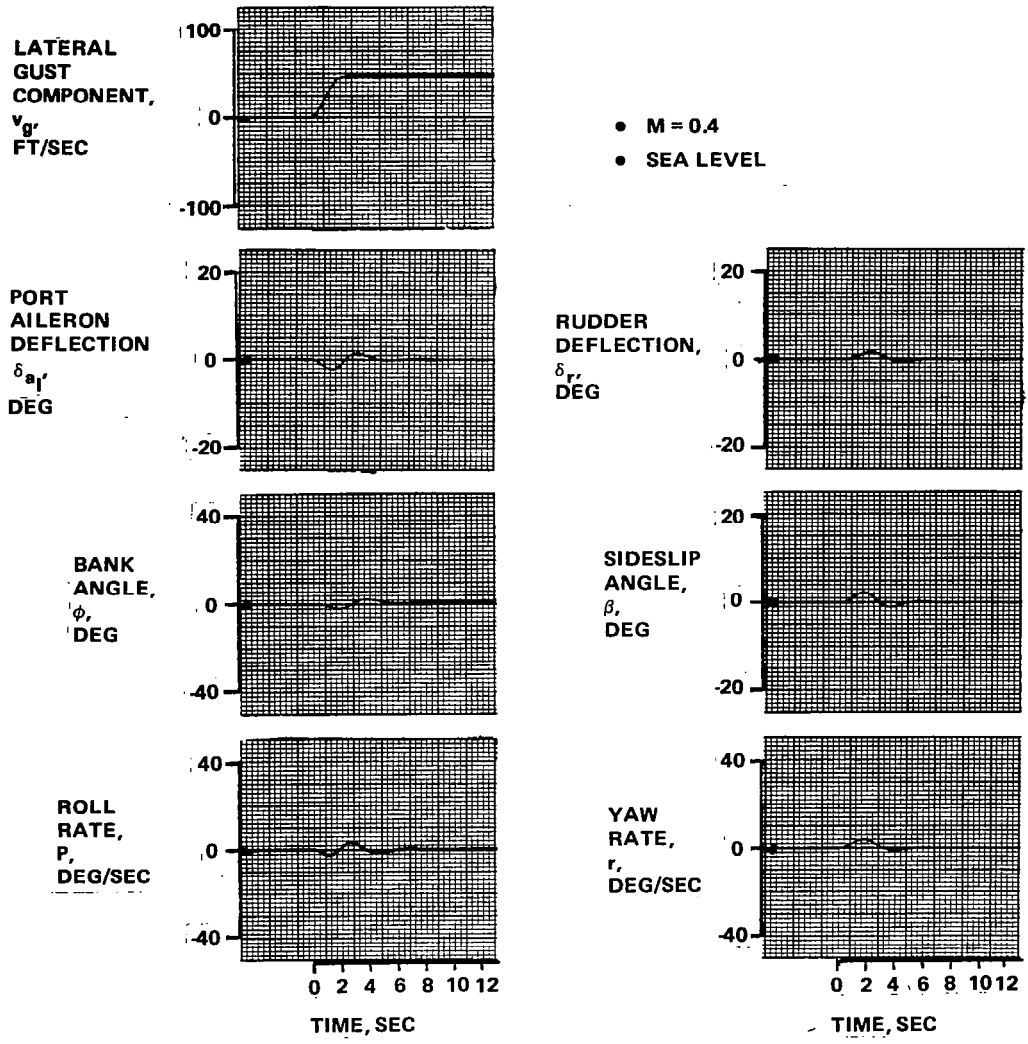 LATERAL
GUST
COMPONENT,
vg,
FT/SEC
100
0
-100
• M = 0.4
• SEA LEVEL
PORT
AILERON
DEFLECTION
δal,
DEG
20
0
-20
RUDDER
DEFLECTION,
δr,
DEG
20
0
-20
BANK
ANGLE,
φ,
DEG
40
0
-40
SIDESLIP
ANGLE,
β,
DEG
20
0
-20
ROLL
RATE,
P,
DEG/SEC
40
0
-40
0 2 4 6 8 10 12
TIME, SEC
YAW
RATE,
r,
DEG/SEC
40
0
-40
0 2 4 6 8 10 12
TIME, SEC